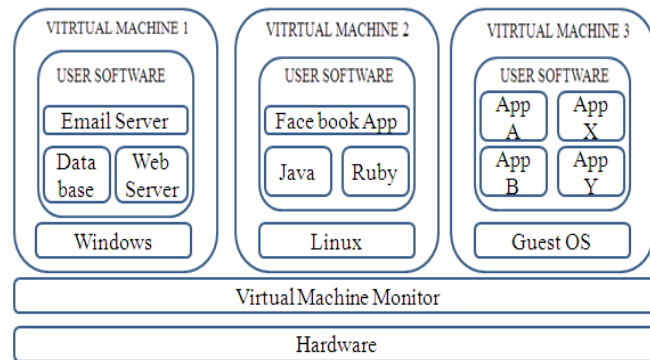 VITRTUAL MACHINE 1
USER SOFTWARE
Email Server
Data
base
Web
Server
Windows
VITRTUAL MACHINE 2
USER SOFTWARE
Face book App
Java
Ruby
Linux
VITRTUAL MACHINE 3
USER SOFTWARE
App
A
App
X
App
B
App
Y
Guest OS
Virtual Machine Monitor
Hardware